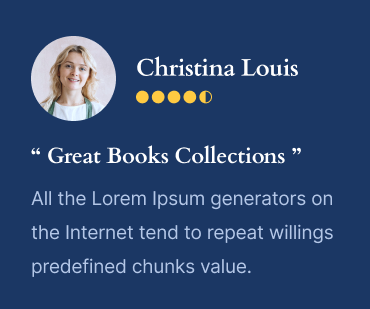 Christina Louis
“ Great Books Collections ”
All the Lorem Ipsum generators on
the Internet tend to repeat willings
predefined chunks value.